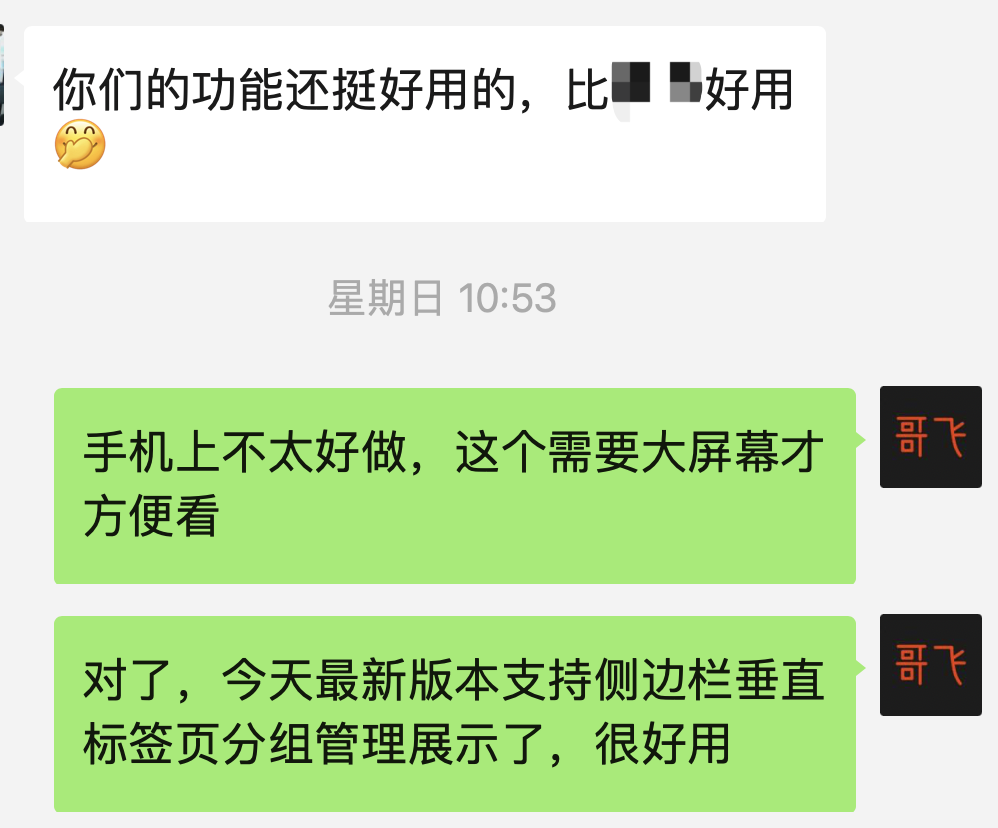 你们的功能还挺好用的，比 好用
🤭
星期日 10:53
手机上不太好做，这个需要大屏幕才
方便看
哥飞
对了，今天最新版本支持侧边栏垂直
标签页分组管理展示了，很好用
哥飞